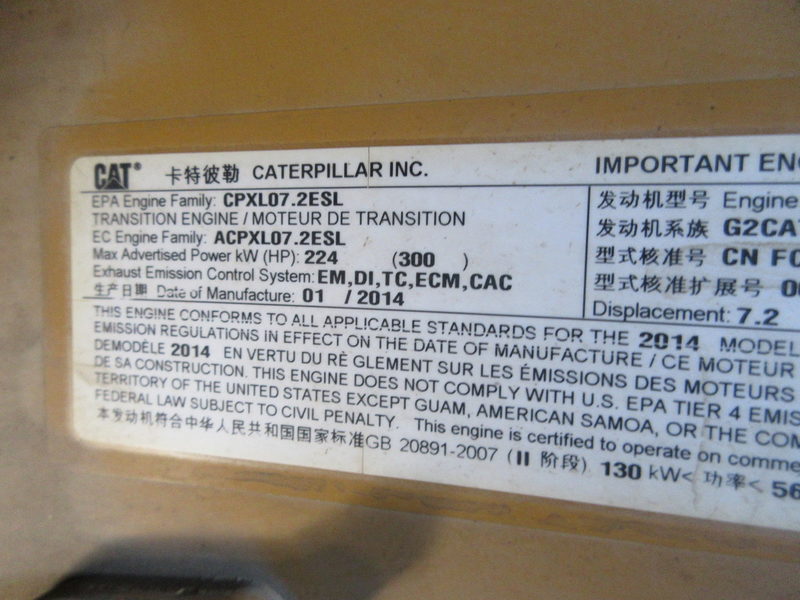 CAT® 卡特彼勒 CATERPILLAR INC.
IMPORTANT EN
EPA Engine Family: CPXL07.2ESL
TRANSITION ENGINE / MOTEUR DE TRANSITION
EC Engine Family: ACPXL07.2ESL
Max Advertised Power kW (HP): 224 (300 )
Exhaust Emission Control System: EM,DI,TC,ECM,CAC
生产日期 Date of Manufacture: 01 / 2014
发动机型号 Engine
发动机系族 G2CA
型式核准号 CN F
型式核准扩展号 0
Displacement: 7.2
THIS ENGINE CONFORMS TO ALL APPLICABLE STANDARDS FOR THE 2014 MODEL
EMISSION REGULATIONS IN EFFECT ON THE DATE OF MANUFACTURE / CE MOTEUR
DEMODÈLE 2014 EN VERTU DU RÈ GLEMENT SUR LES ÉMISSIONS DES MOTEURS
DE SA CONSTRUCTION. THIS ENGINE DOES NOT COMPLY WITH U.S. EPA TIER 4 EMIS
TERRITORY OF THE UNITED STATES EXCEPT GUAM, AMERICAN SAMOA, OR THE COM
FEDERAL LAW SUBJECT TO CIVIL PENALTY. This engine is certified to operate on comme
本发动机符合中华人民共和国国家标准GB 20891-2007 (II 阶段) 130 kW< 功率< 56